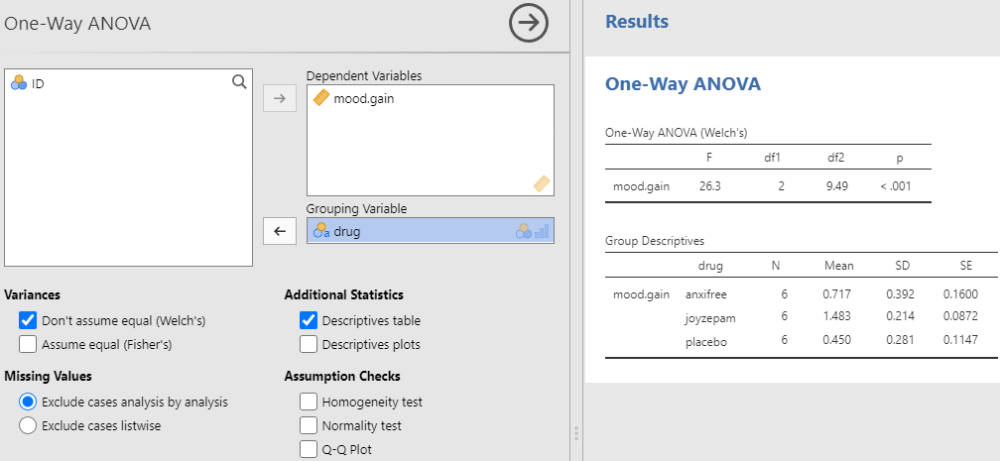 One-Way ANOVA
ID
Dependent Variables
mood.gain
Grouping Variable
a drug
Variances
Don't assume equal (Welch's)
Assume equal (Fisher's)
Missing Values
Exclude cases analysis by analysis
Exclude cases listwise
Additional Statistics
Descriptives table
Descriptives plots
Assumption Checks
Homogeneity test
Normality test
Q-Q Plot
Results
One-Way ANOVA
One-Way ANOVA (Welch's)
F df1 df2 p
mood.gain 26.3 2 9.49 < .001
Group Descriptives
drug N Mean SD SE
mood.gain anxifree 6 0.717 0.392 0.1600
joyzepam 6 1.483 0.214 0.0872
placebo 6 0.450 0.281 0.1147